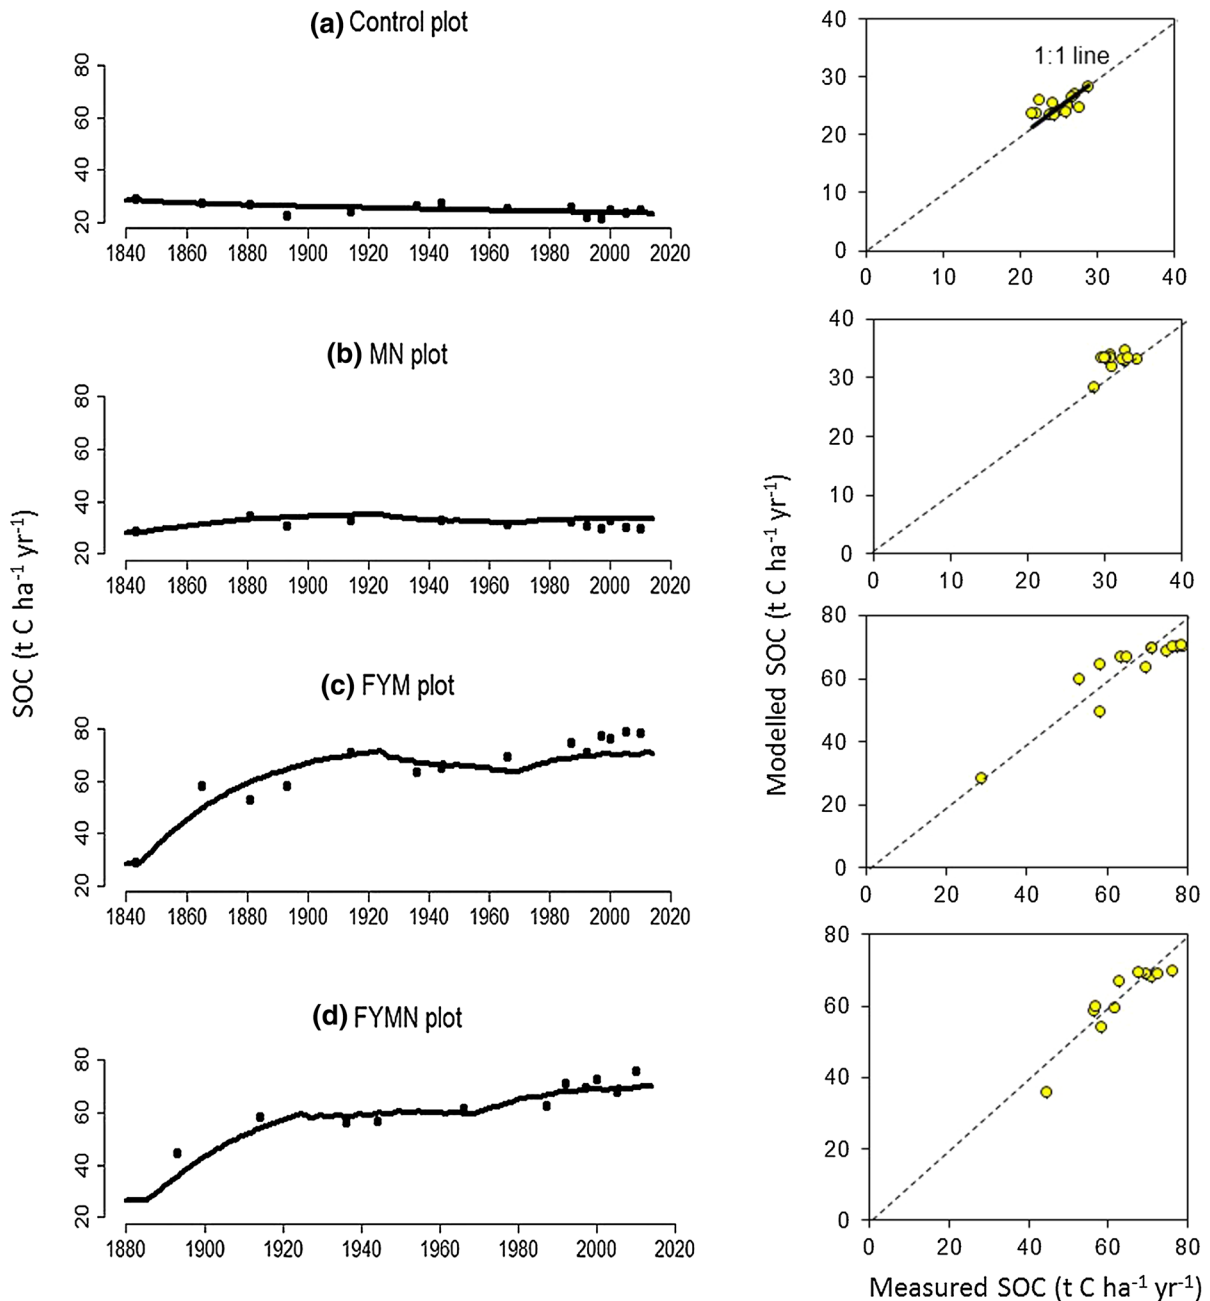 (a) Control plot
80
60
40
20
1840 1860 1880 1900 1920 1940 1960 1980 2000 2020
40
30
20
10
0
1:1 line
0 10 20 30 40
(b) MN plot
80
60
40
20
1840 1860 1880 1900 1920 1940 1960 1980 2000 2020
40
30
20
10
0
0 10 20 30 40
SOC (t C ha-1 yr-1)
Modelled SOC (t C ha-1 yr-1)
(c) FYM plot
80
60
40
20
1840 1860 1880 1900 1920 1940 1960 1980 2000 2020
80
60
40
20
0
0 20 40 60 80
(d) FYMN plot
80
60
40
20
1880 1900 1920 1940 1960 1980 2000 2020
80
60
40
20
0
0 20 40 60 80
Measured SOC (t C ha-1 yr-1)